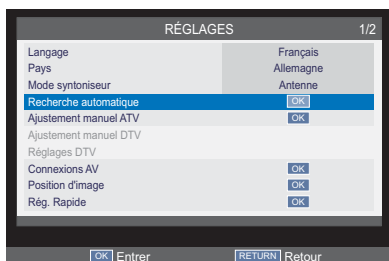 RÉGLAGES 1/2
Langage Français
Pays Allemagne
Mode syntoniseur Antenne
Recherche automatique OK
Ajustement manuel ATV OK
Ajustement manuel DTV
Réglages DTV
Connexions AV OK
Position d'image OK
Rég. Rapide OK
OK Entrer RETURN Retour